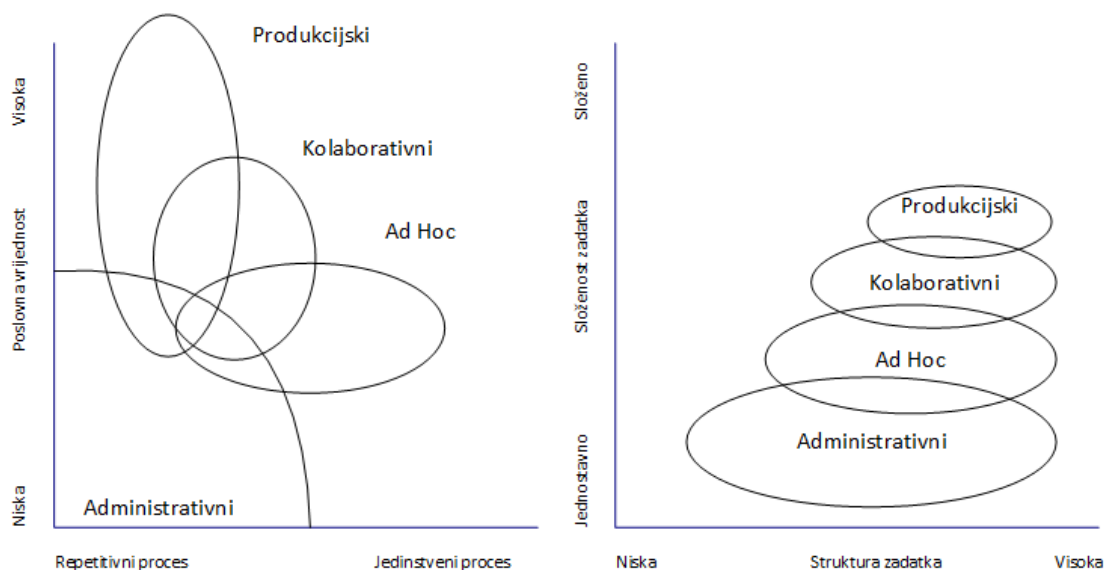 Produkcijski
Kolaborativni
Ad Hoc
Administrativni
Visoka
Poslovna vrijednost
Niska
Repetitivni proces
Jedinstveni proces
Složeno
Složenost zadatka
Jednostavno
Produkcijski
Kolaborativni
Ad Hoc
Administrativni
Niska
Struktura zadatka
Visoka